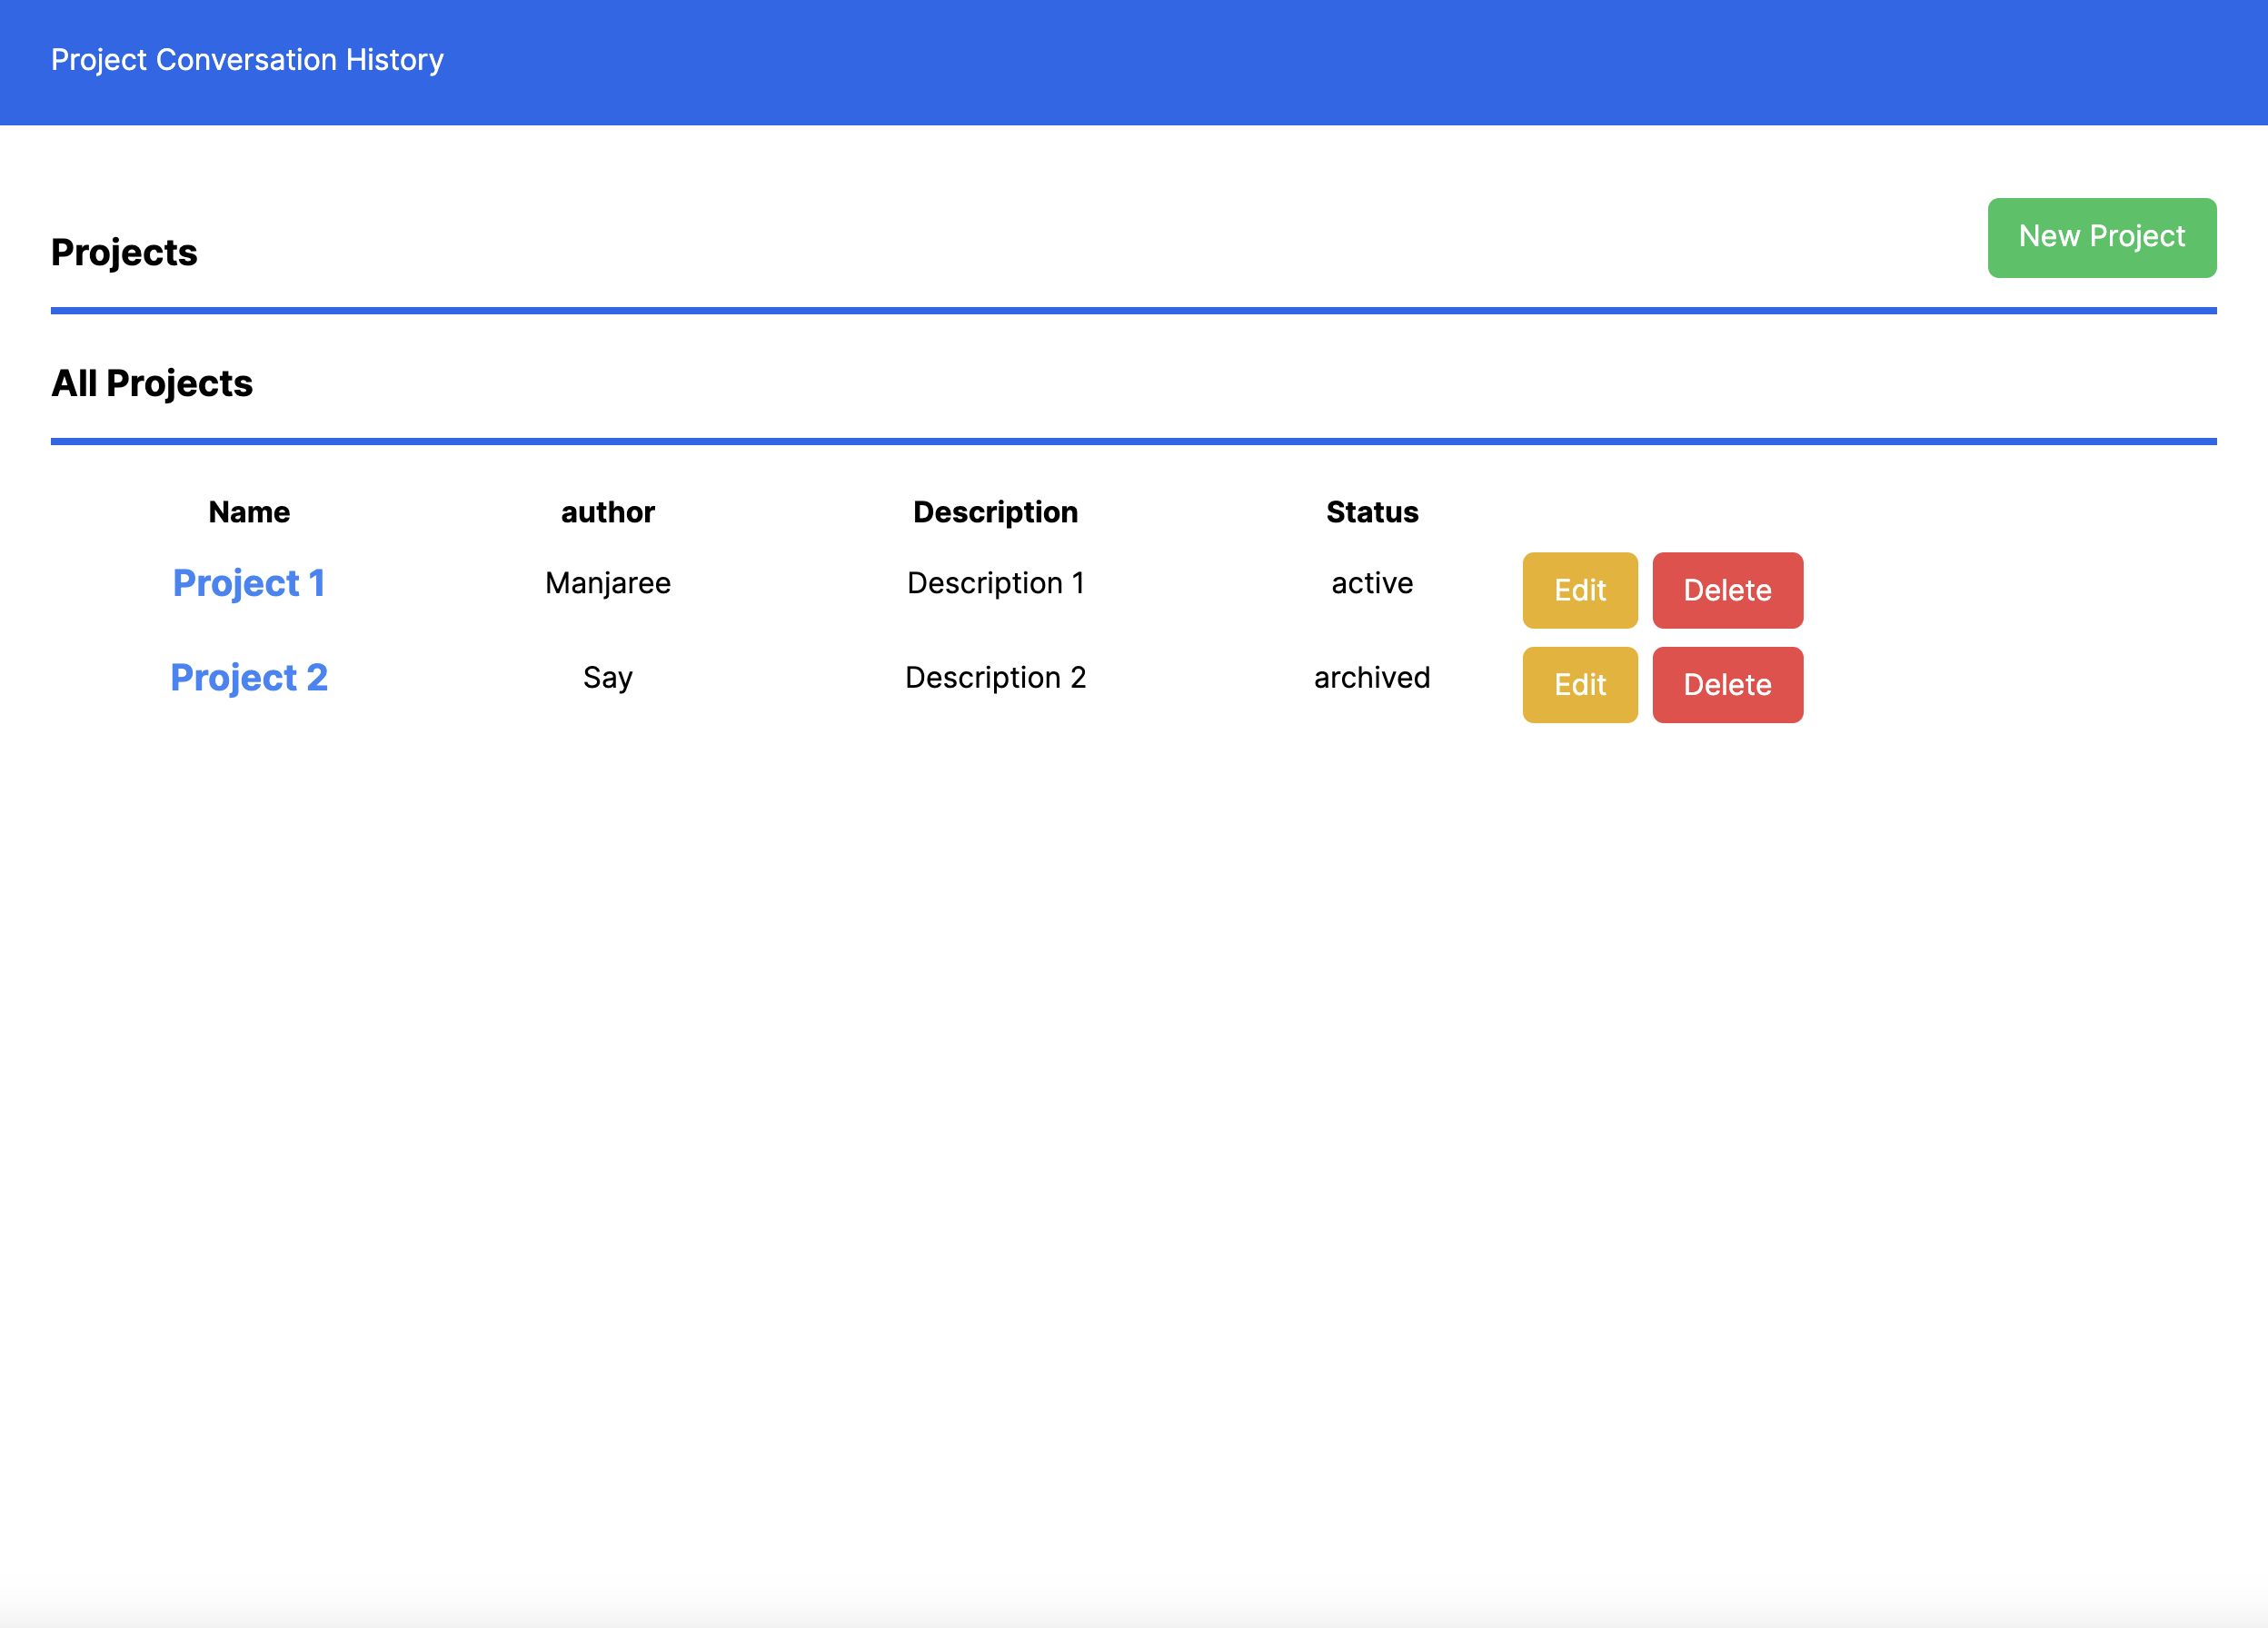 Project Conversation History
Projects
New Project
All Projects
Name author Description Status
Project 1 Manjaree Description 1 active Edit Delete
Project 2 Say Description 2 archived Edit Delete